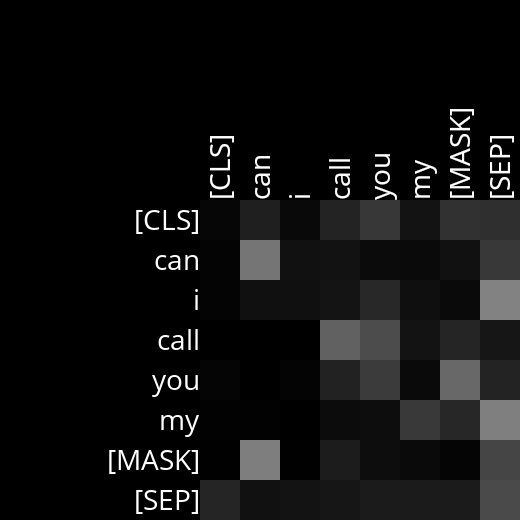 [CLS] can i call you my [MASK] [SEP]
[CLS]
can
i
call
you
my
[MASK]
[SEP]